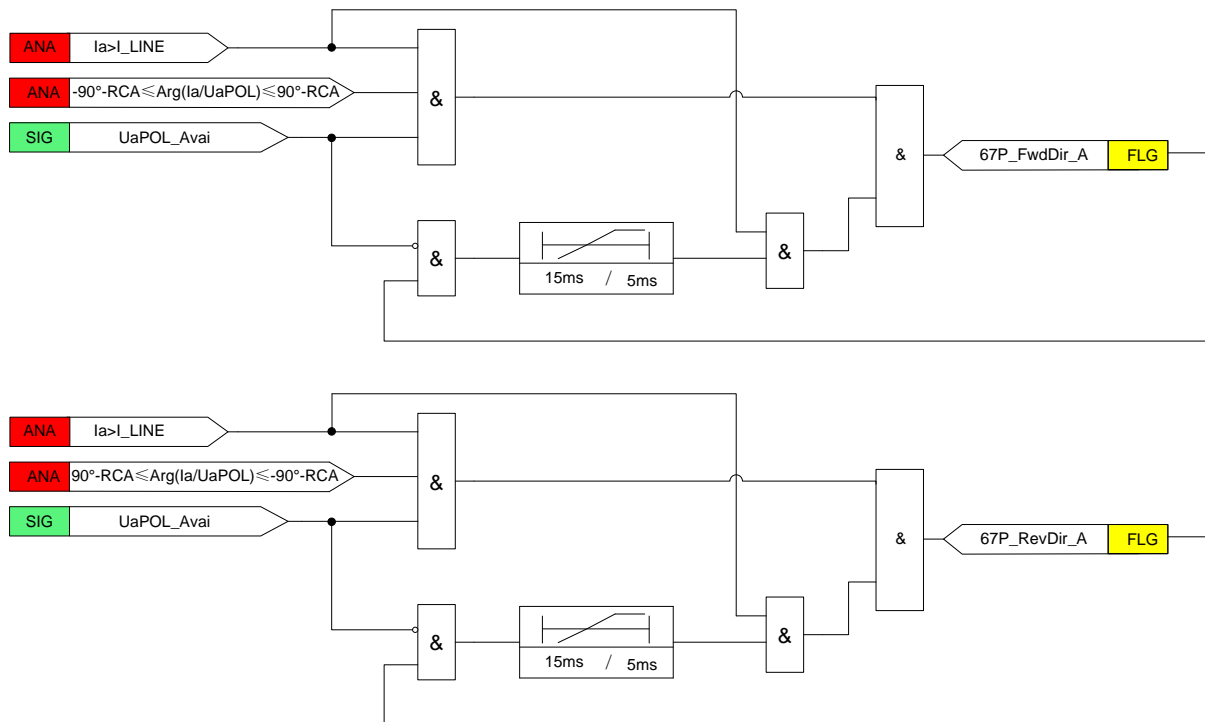 ANA Ia>I_LINE
ANA -90°-RCA≤Arg(Ia/UaPOL)≤90°-RCA
SIG UaPOL_Avai
&
&
67P_FwdDir_A FLG
&
&
15ms / 5ms
ANA Ia>I_LINE
ANA 90°-RCA≤Arg(Ia/UaPOL)≤-90°-RCA
SIG UaPOL_Avai
&
&
67P_RevDir_A FLG
&
&
15ms / 5ms